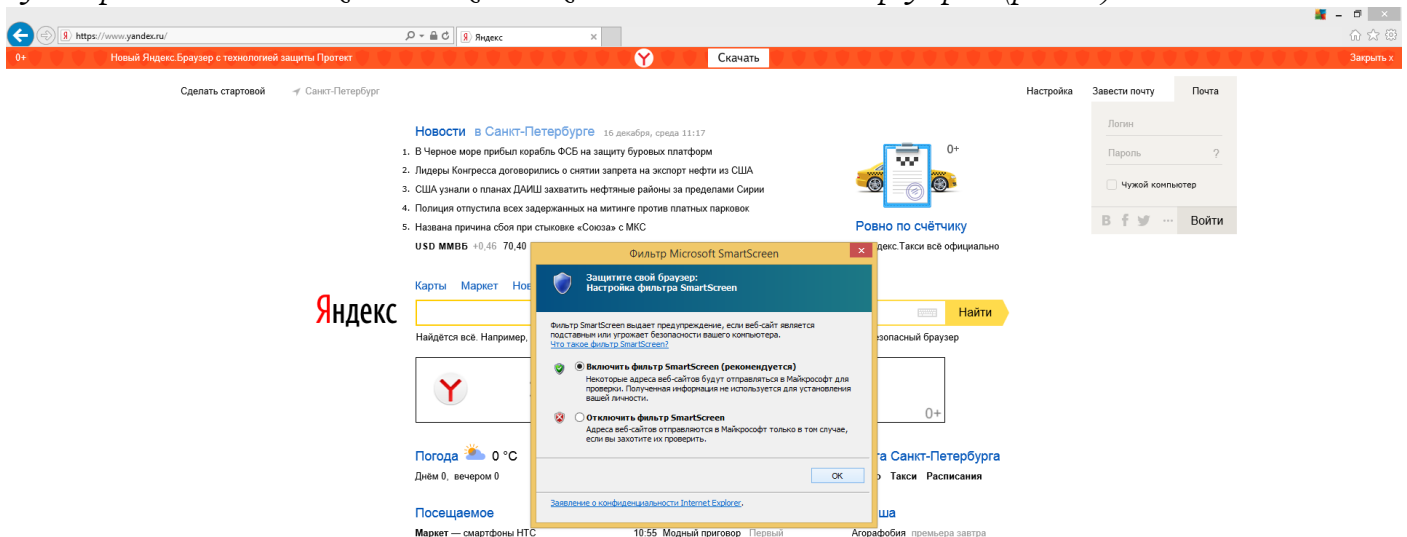 https://www.yandex.ru/
Яндекс
0+ Новый Яндекс.Браузер с технологией защиты Протект Скачать Закрыть x
Сделать стартовой Санкт-Петербург Настройка Завести почту Почта
Логин
Пароль ?
Чужой компьютер
Войти
Новости в Санкт-Петербурге 16 декабря, среда 11:17
1. В Черное море прибыл корабль ФСБ на защиту буровых платформ
2. Лидеры Конгресса договорились о снятии запрета на экспорт нефти из США
3. США узнали о планах ДАИШ захватить нефтяные районы за пределами Сирии
4. Полиция отпустила всех задержанных на митинге против платных парковок
5. Названа причина сбоя при стыковке «Союза» с МКС
USD ММВБ +0,46 70,40
0+
Ровно по счётчику
декс.Такси всё официально
Карты Маркет Нов
Яндекс
Найти
Найдётся всё. Например,
зопасный браузер
0+
Фильтр Microsoft SmartScreen
Защитите свой браузер:
Настройка фильтра SmartScreen
Фильтр SmartScreen выдает предупреждение, если веб-сайт является
подставным или угрожает безопасности вашего компьютера.
Что такое фильтр SmartScreen?
Включить фильтр SmartScreen (рекомендуется)
Некоторые адреса веб-сайтов будут отправляться в Майкрософт для
проверки. Полученная информация не используется для установления
вашей личности.
Отключить фильтр SmartScreen
Адреса веб-сайтов отправляются в Майкрософт только в том случае,
если вы захотите их проверить.
OK
Заявление о конфиденциальности Internet Explorer.
Погода 0 °C
Днём 0, вечером 0
а Санкт-Петербурга
Такси Расписания
Посещаемое
Маркет — смартфоны HTC
10:55 Модный приговор Первый
ша
Агорафобия премьера завтра